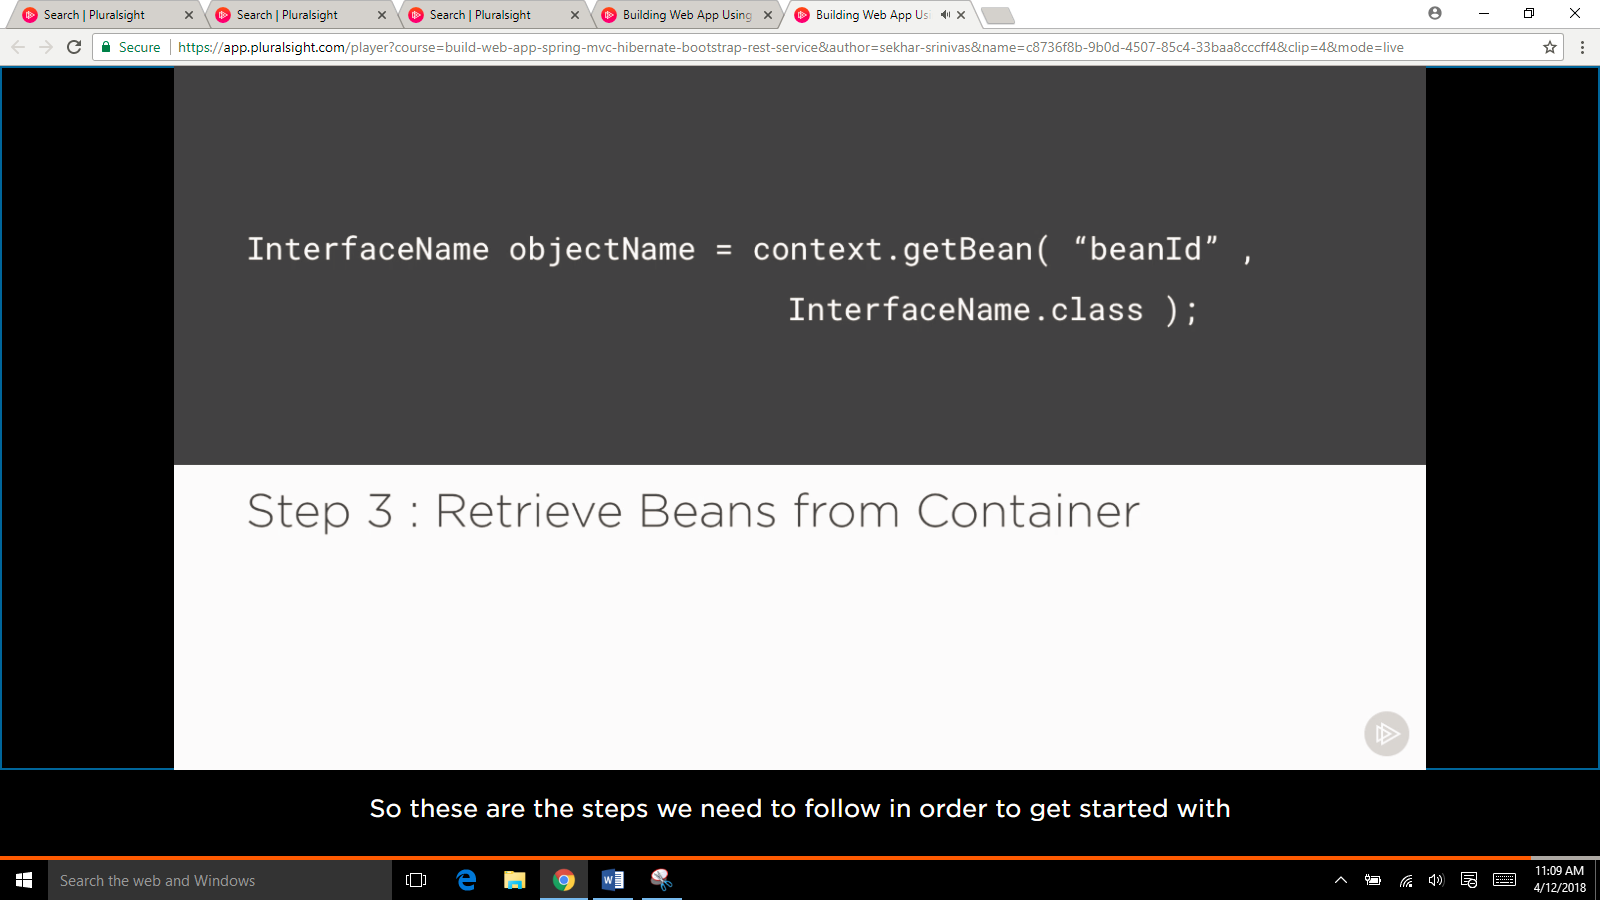 Search | Pluralsight
Search | Pluralsight
Search | Pluralsight
Building Web App Using
Building Web App Usi
Secure
https://app.pluralsight.com/player?course=build-web-app-spring-mvc-hibernate-bootstrap-rest-service&author=sekhar-srinivas&name=c8736f8b-9b0d-4507-85c4-33baa8cccff4&clip=4&mode=live
InterfaceName objectName = context.getBean( “beanId” ,
InterfaceName.class );
Step 3 : Retrieve Beans from Container
So these are the steps we need to follow in order to get started with
Search the web and Windows
11:09 AM
4/12/2018